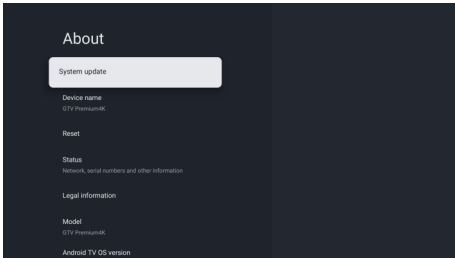 About
System update
Device name
GTV Premium4K
Reset
Status
Network, serial numbers and other information
Legal information
Model
GTV Premium4K
Android TV OS version